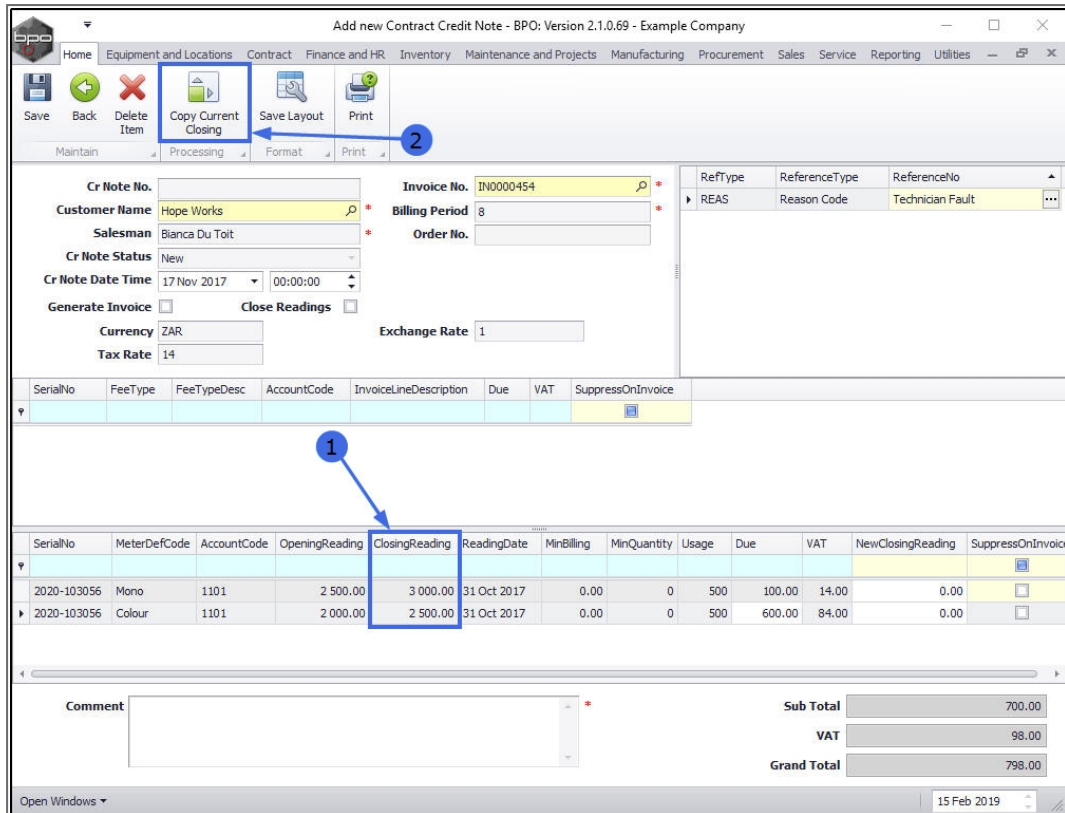 bpo
Add new Contract Credit Note - BPO: Version 2.1.0.69 - Example Company
Home Equipment and Locations Contract Finance and HR Inventory Maintenance and Projects Manufacturing Procurement Sales Service Reporting Utilities
Save Back Delete Item Copy Current Closing Save Layout Print
Maintain Processing Format Print
2
Cr Note No. Invoice No. IN0000454 *
Customer Name Hope Works * Billing Period 8 *
Salesman Bianca Du Toit * Order No.
Cr Note Status New
Cr Note Date Time 17 Nov 2017 00:00:00
Generate Invoice Close Readings
Currency ZAR Exchange Rate 1
Tax Rate 14
RefType ReferenceType ReferenceNo
REAS Reason Code Technician Fault ...
SerialNo FeeType FeeTypeDesc AccountCode InvoiceLineDescription Due VAT SuppressOnInvoice
1
SerialNo MeterDefCode AccountCode OpeningReading ClosingReading ReadingDate MinBilling MinQuantity Usage Due VAT NewClosingReading SuppressOnInvoice
2020-103056 Mono 1101 2 500.00 3 000.00 31 Oct 2017 0.00 0 500 100.00 14.00 0.00
2020-103056 Colour 1101 2 000.00 2 500.00 31 Oct 2017 0.00 0 500 600.00 84.00 0.00
Comment *
Sub Total 700.00
VAT 98.00
Grand Total 798.00
Open Windows 15 Feb 2019